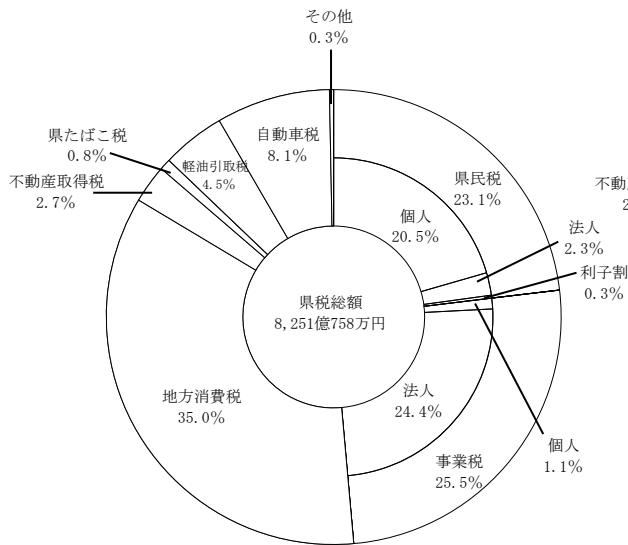 その他
0.3%
自動車税
8.1%
県たばこ税
0.8%
軽油引取税
4.5%
不動産取得税
2.7%
県民税
23.1%
不動
2
個人
20.5%
法人
2.3%
利子割
0.3%
県税総額
8,251億758万円
地方消費税
35.0%
法人
24.4%
事業税
25.5%
個人
1.1%